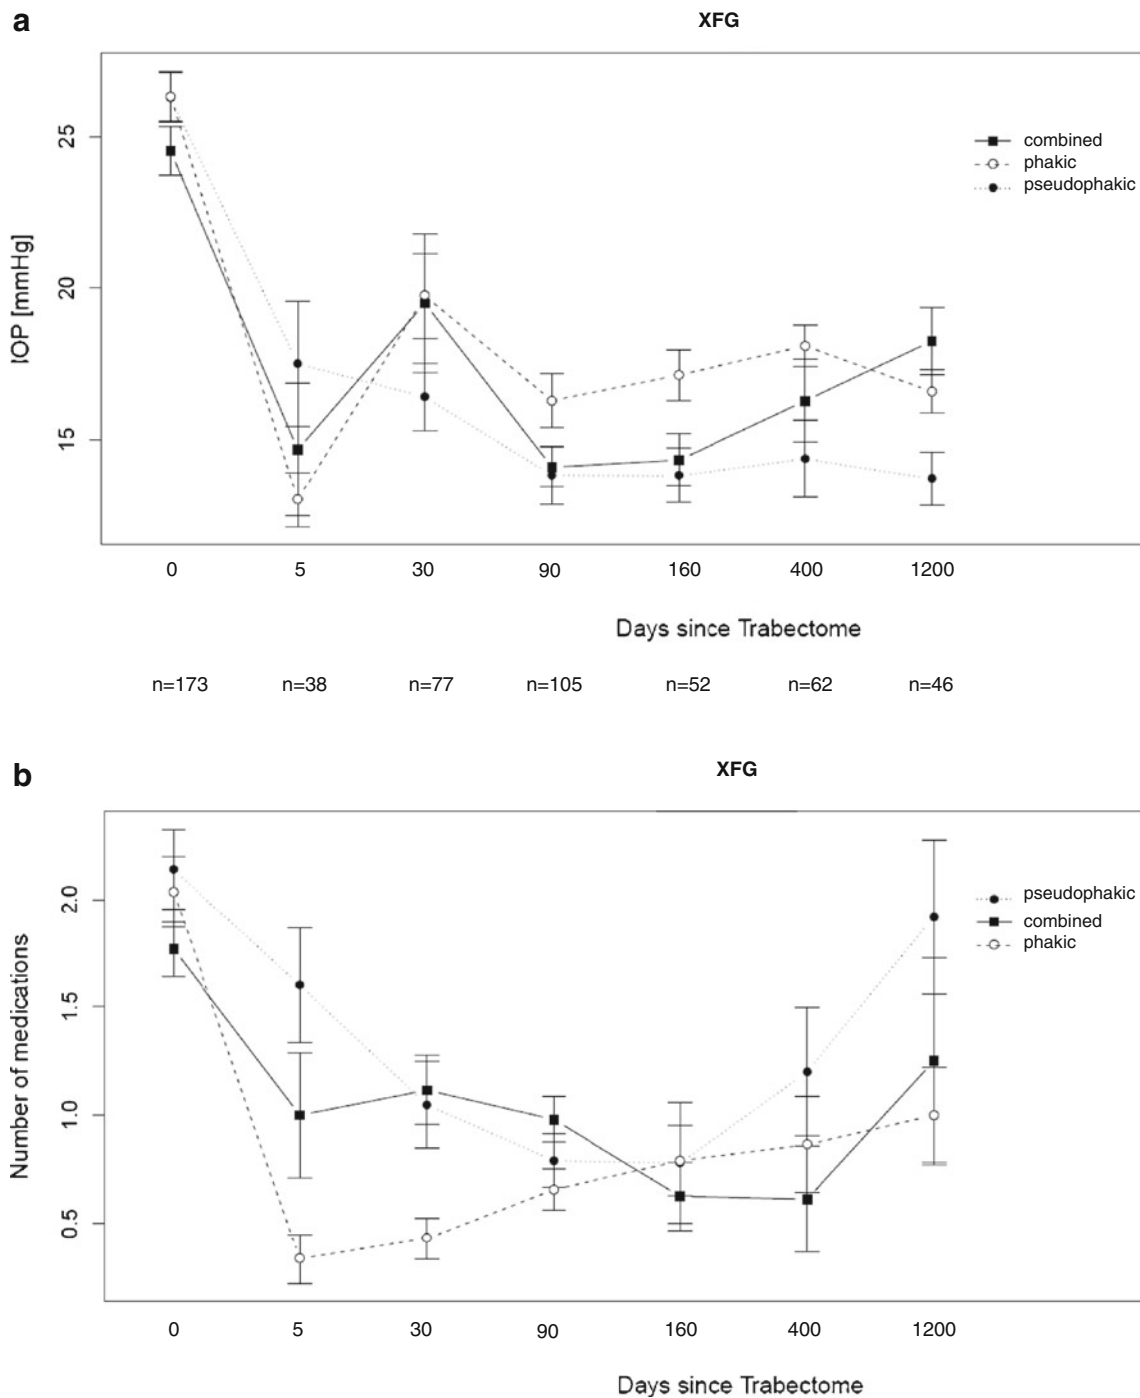 a
XFG
25
20
15
IOP [mmHg]
combined
phakic
pseudophakic
0 5 30 90 160 400 1200
Days since Trabectome
n=173 n=38 n=77 n=105 n=52 n=62 n=46
b
XFG
2.0
1.5
1.0
0.5
Number of medications
pseudophakic
combined
phakic
0 5 30 90 160 400 1200
Days since Trabectome